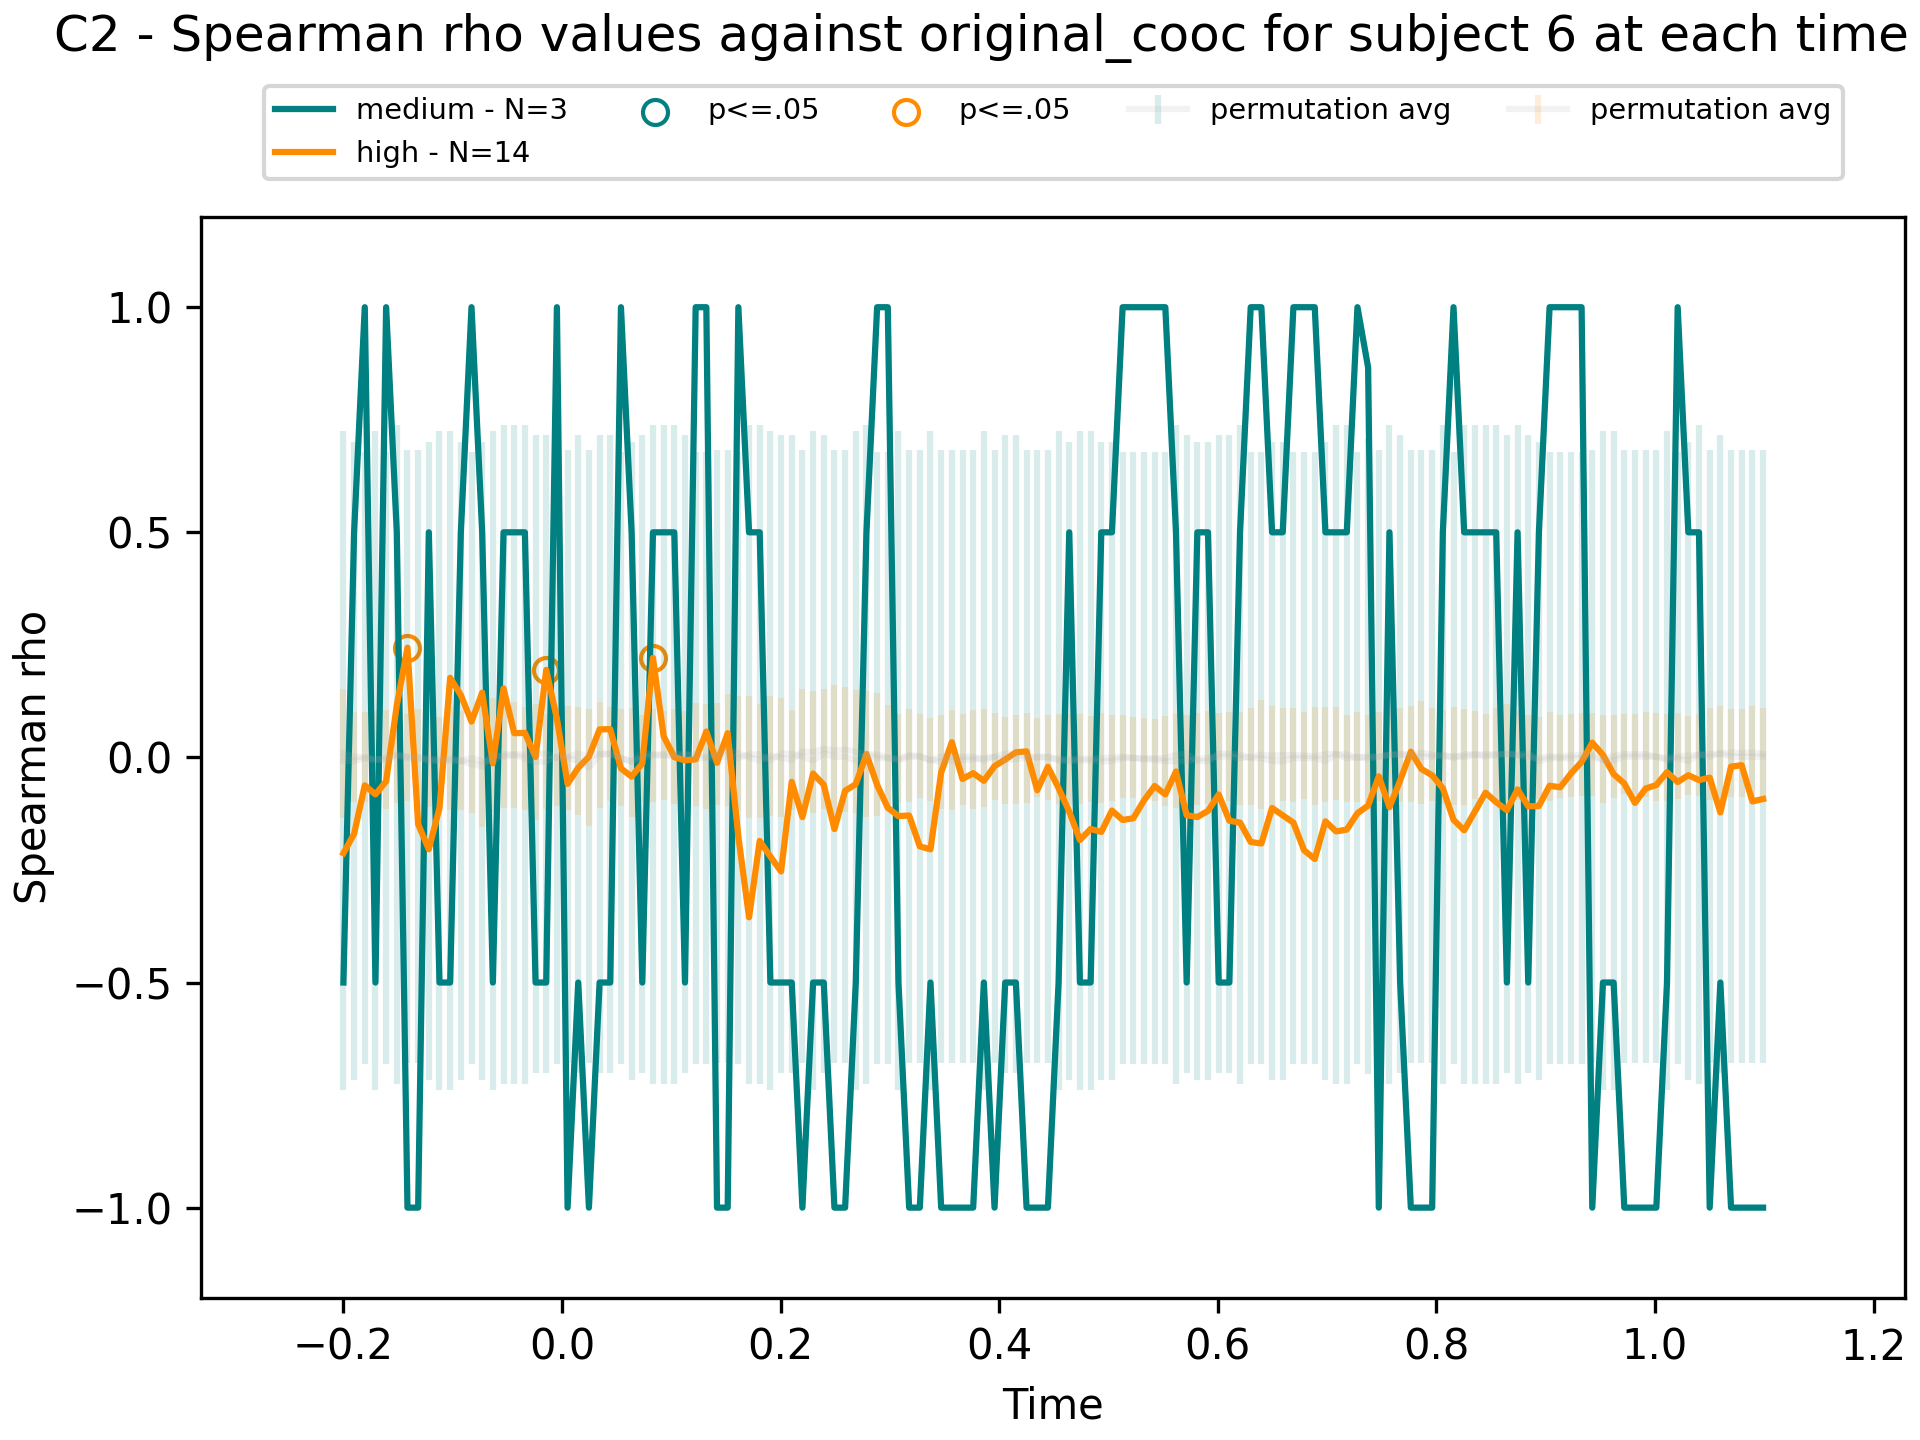 C2 - Spearman rho values against original_cooc for subject 6 at each time
medium - N=3
high - N=14
p<=.05
p<=.05
permutation avg
permutation avg
Spearman rho
1.0
0.5
0.0
−0.5
−1.0
−0.2 0.0 0.2 0.4 0.6 0.8 1.0 1.2
Time